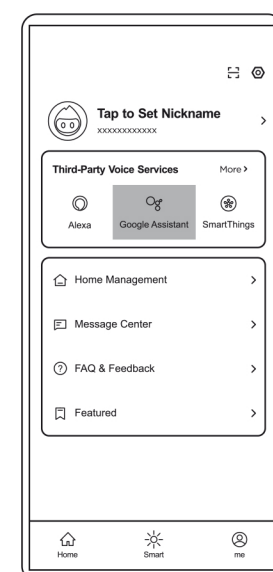 Tap to Set Nickname
xxxxxxxxxxxx
Third-Party Voice Services More
Alexa Google Assistant SmartThings
Home Management
Message Center
FAQ & Feedback
Featured
Home Smart me